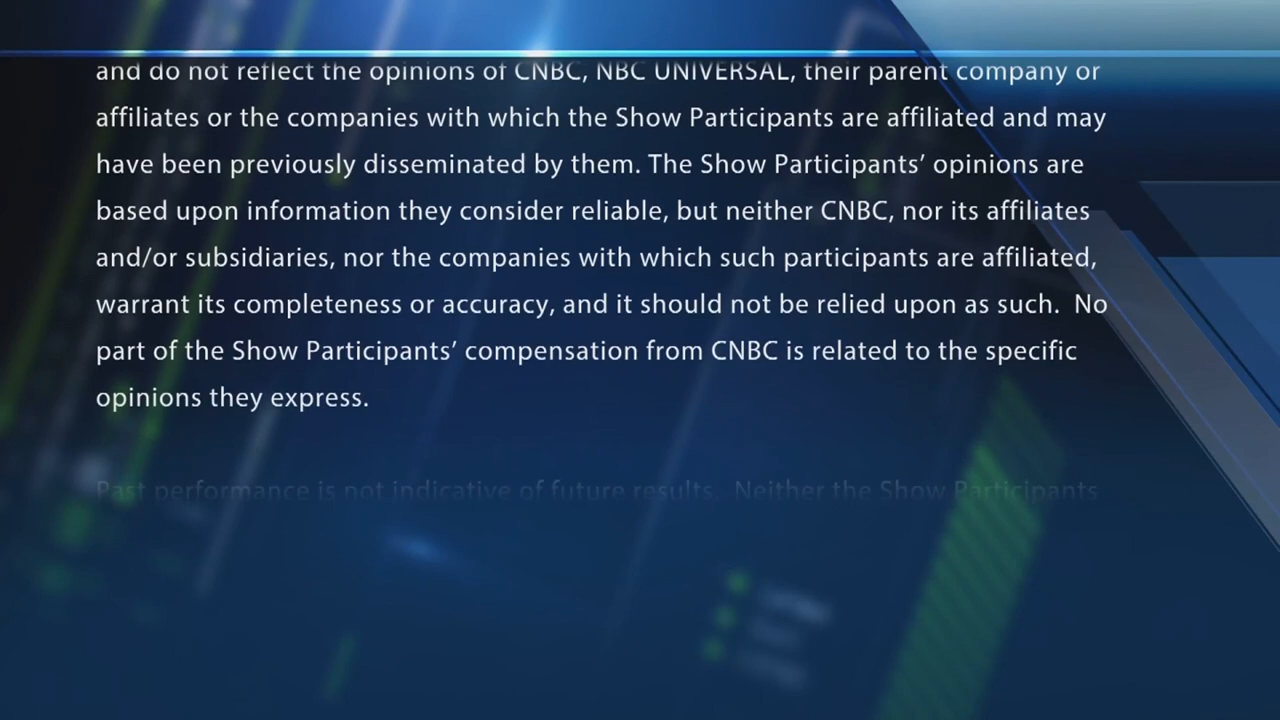 and do not reflect the opinions of CNBC, NBC UNIVERSAL, their parent company or
affiliates or the companies with which the Show Participants are affiliated and may
have been previously disseminated by them. The Show Participants’ opinions are
based upon information they consider reliable, but neither CNBC, nor its affiliates
and/or subsidiaries, nor the companies with which such participants are affiliated,
warrant its completeness or accuracy, and it should not be relied upon as such.  No
part of the Show Participants’ compensation from CNBC is related to the specific
opinions they express.
Past performance is not indicative of future results.  Neither the Show Participants